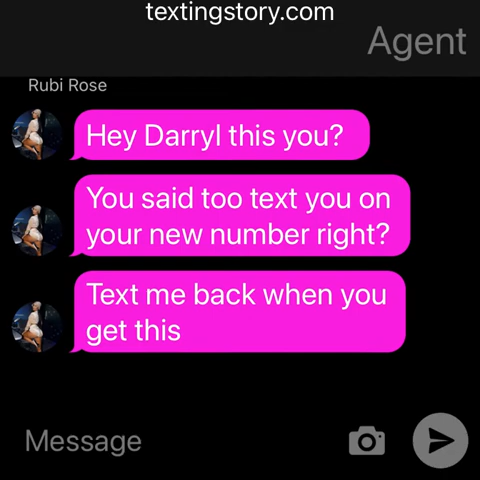 textingstory.com
Agent
Rubi Rose
Hey Darryl this you?
You said too text you on
your new number right?
Text me back when you
get this
Message